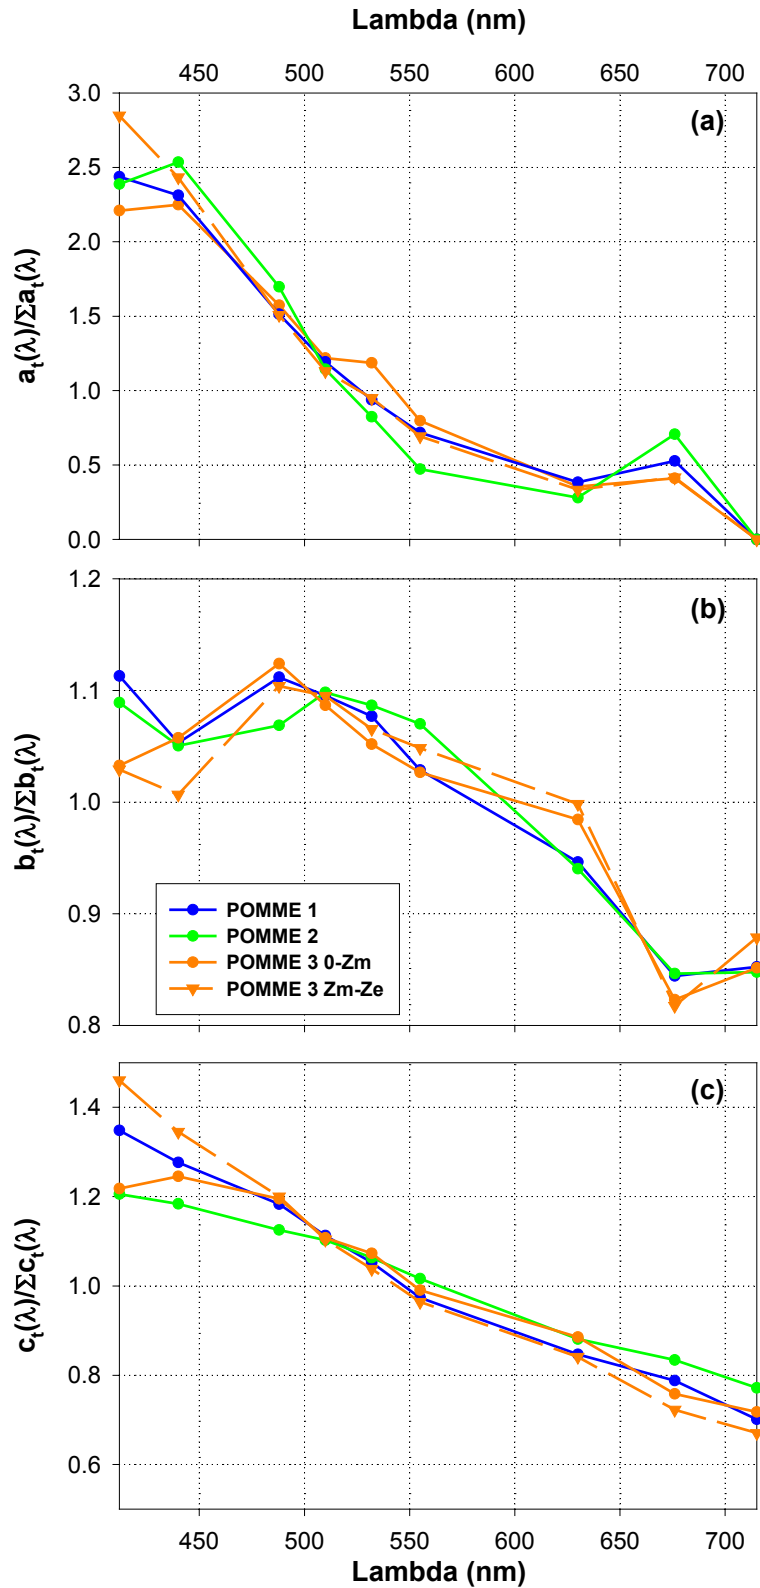 Lambda (nm)
450 500 550 600 650 700
3.0
(a)
2.5
2.0
1.5
1.0
0.5
0.0
aₜ(λ)/Σaₜ(λ)
1.2
(b)
1.1
1.0
0.9
0.8
bₜ(λ)/Σbₜ(λ)
POMME 1
POMME 2
POMME 3 0-Zm
POMME 3 Zm-Ze
(c)
1.4
1.2
1.0
0.8
0.6
cₜ(λ)/Σcₜ(λ)
450 500 550 600 650 700
Lambda (nm)